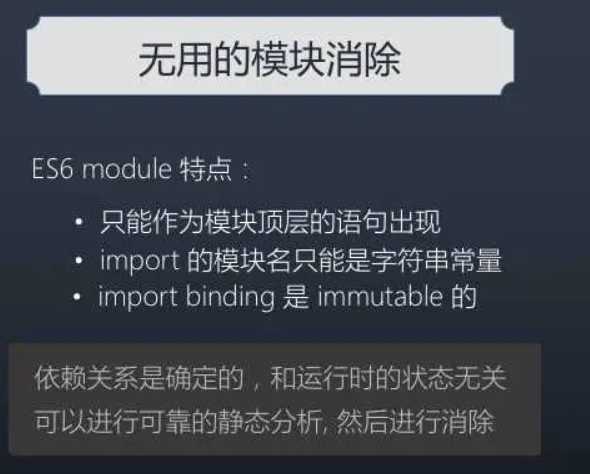 无用的模块消除
ES6 module 特点：
• 只能作为模块顶层的语句出现
• import 的模块名只能是字符串常量
• import binding 是 immutable 的
依赖关系是确定的，和运行时的状态无关
可以进行可靠的静态分析, 然后进行消除